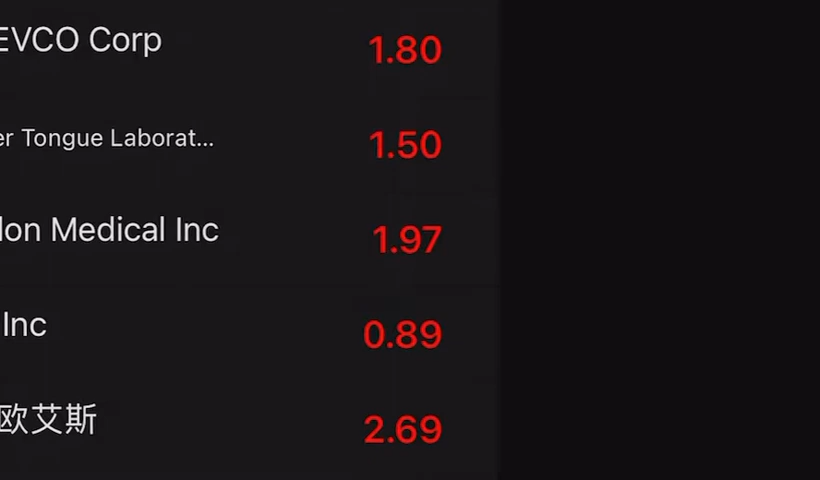 EVCO Corp 1.80
er Tongue Laborat... 1.50
lon Medical Inc 1.97
Inc 0.89
欧艾斯 2.69